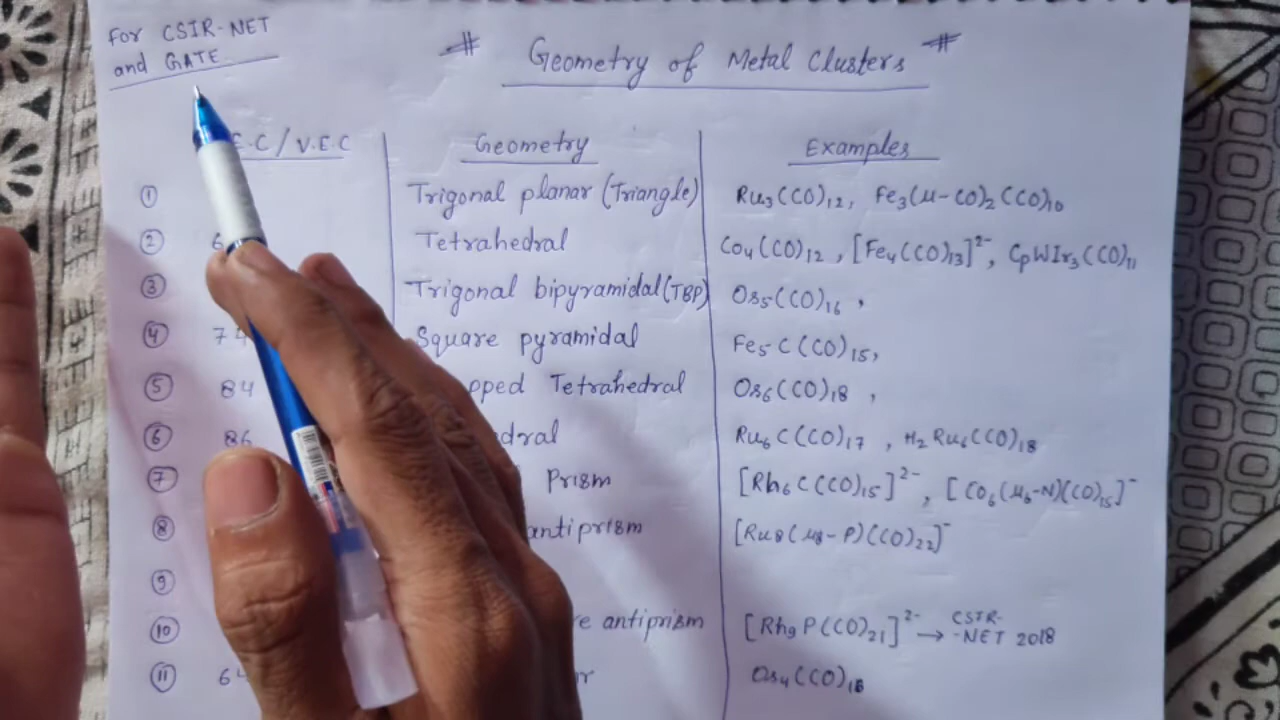 For CSIR-NET
and GATE
# Geometry of Metal Clusters #
E.C / V.E.C Geometry Examples
① Trigonal planar (Triangle) Ru₃(CO)₁₂, Fe₃(μ-CO)₂(CO)₁₀
② 6 Tetrahedral Co₄(CO)₁₂, [Fe₄(CO)₁₃]²⁻, CpWIr₃(CO)₁₁
③ Trigonal bipyramidal (TBP) Os₅(CO)₁₆,
④ 74 Square pyramidal Fe₅C(CO)₁₅,
⑤ 84 pped Tetrahedral Os₆(CO)₁₈,
⑥ 86 dral Ru₆C(CO)₁₇, H₂Ru₆(CO)₁₈
⑦ Prism [Rh₆C(CO)₁₅]²⁻, [Co₆(μ₆-N)(CO)₁₅]⁻
⑧ antiprism [Ru₈(μ₈-P)(CO)₂₂]⁻
⑨
⑩ re antiprism [Rh₉P(CO)₂₁]²⁻ → CSIR-
-NET 2018
⑪ 64 Os₄(CO)₁₆